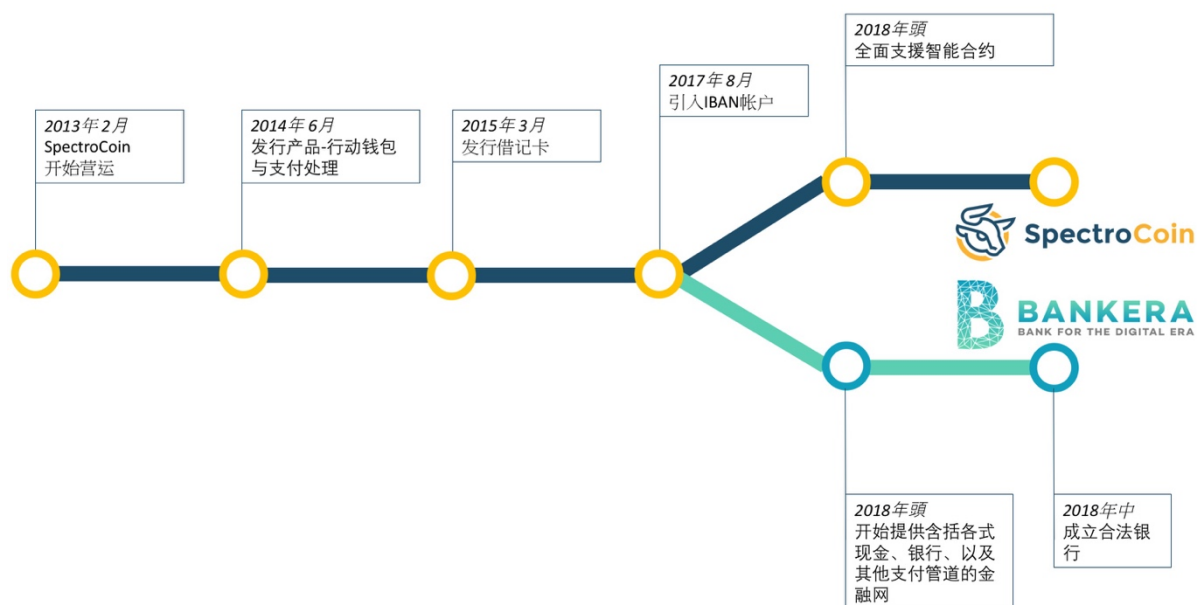 2018年頭
全面支援智能合约
2017年8月
引入IBAN帐户
2013年2月
SpectroCoin
开始营运
2014年6月
发行产品-行动钱包
与支付处理
2015年3月
发行借记卡
SpectroCoin
BANKERA
BANK FOR THE DIGITAL ERA
2018年頭
开始提供含括各式
现金、银行、以及
其他支付管道的金
融网
2018年中
成立合法银
行